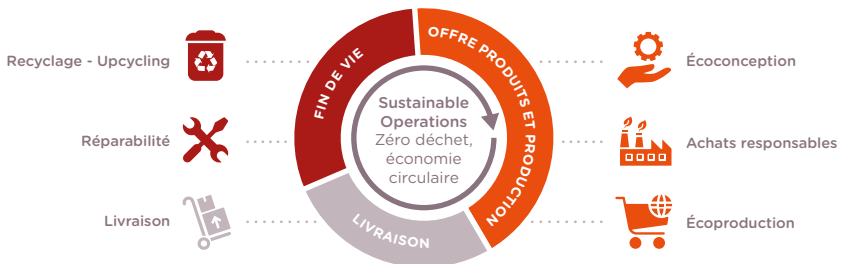 Recyclage - Upcycling
Réparabilité
Livraison
FIN DE VIE
OFFRE PRODUITS ET PRODUCTION
LIVRAISON
Sustainable
Operations
Zéro déchet,
économie
circulaire
Écoconception
Achats responsables
Écoproduction